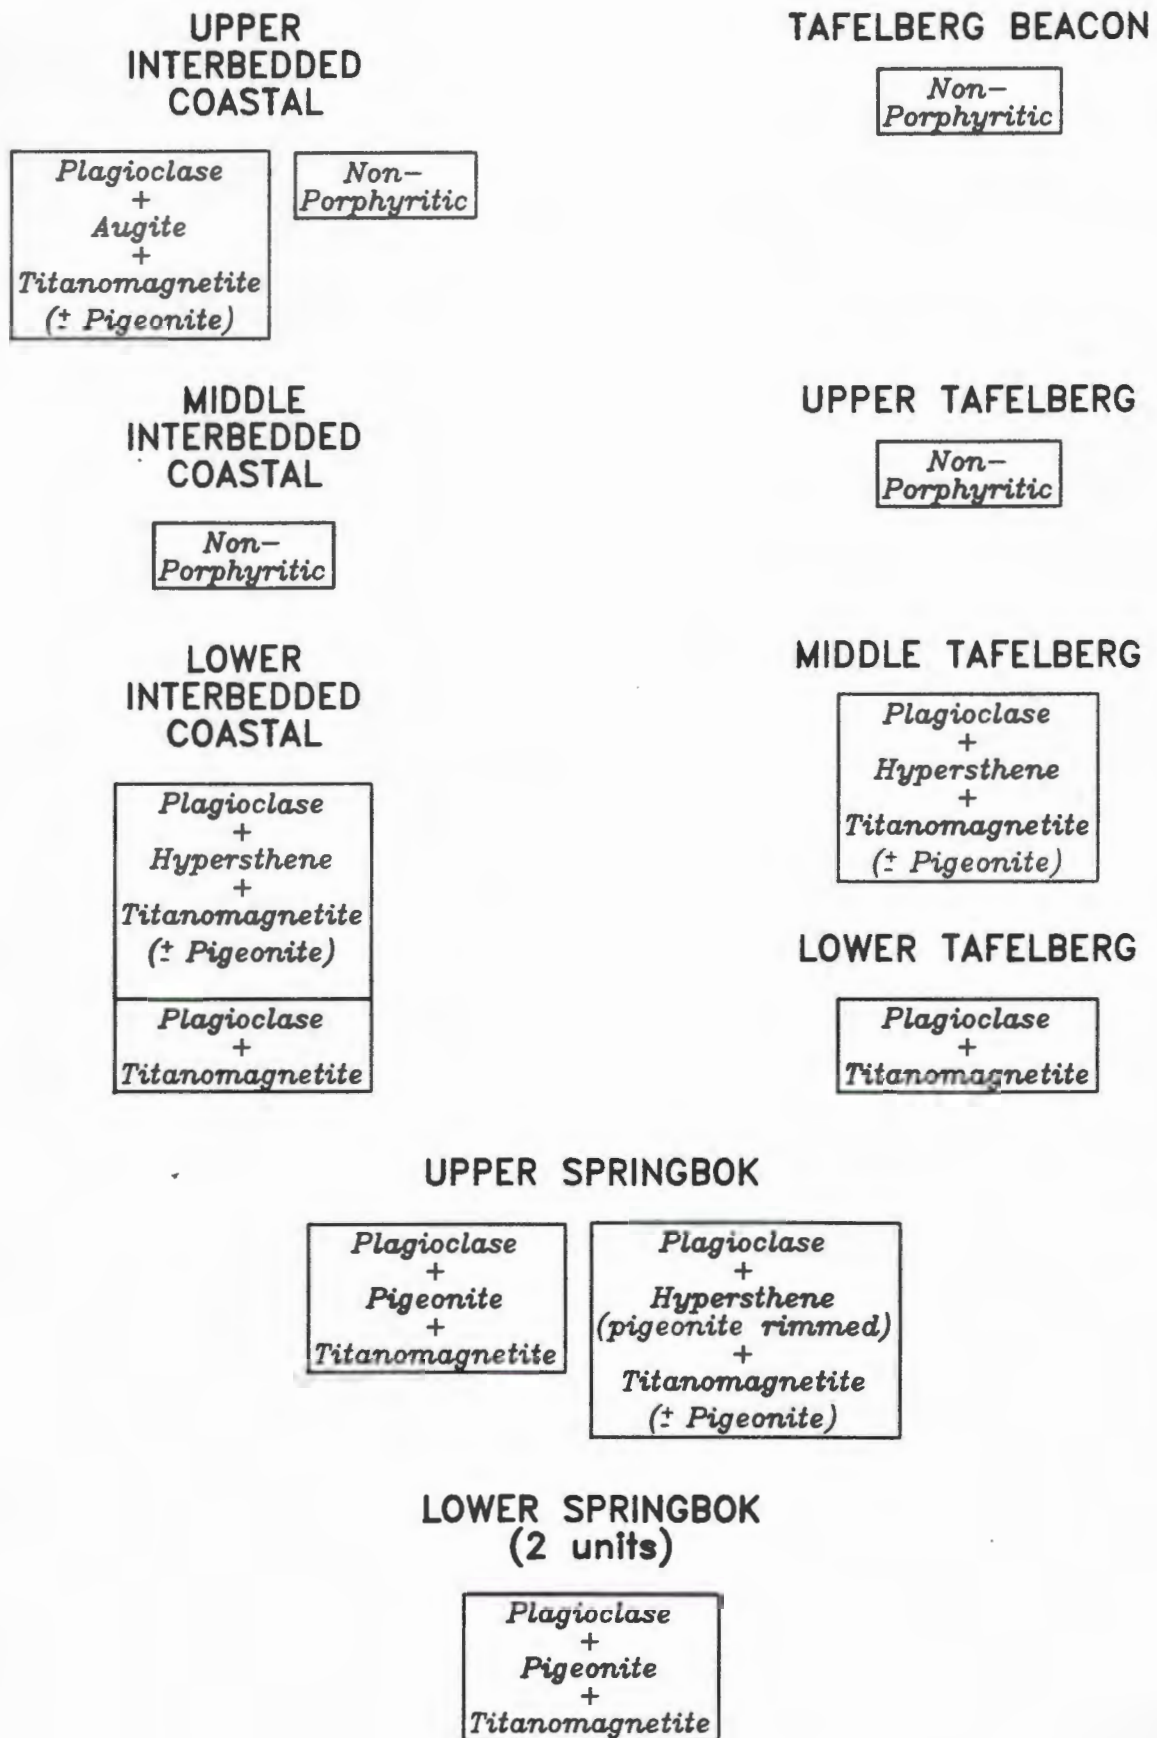 UPPER
INTERBEDDED
COASTAL
Plagioclase
+
Augite
+
Titanomagnetite
(± Pigeonite)
Non-
Porphyritic
TAFELBERG BEACON
Non-
Porphyritic
MIDDLE
INTERBEDDED
COASTAL
Non-
Porphyritic
UPPER TAFELBERG
Non-
Porphyritic
LOWER
INTERBEDDED
COASTAL
Plagioclase
+
Hypersthene
+
Titanomagnetite
(± Pigeonite)
Plagioclase
+
Titanomagnetite
MIDDLE TAFELBERG
Plagioclase
+
Hypersthene
+
Titanomagnetite
(± Pigeonite)
LOWER TAFELBERG
Plagioclase
+
Titanomagnetite
UPPER SPRINGBOK
Plagioclase
+
Pigeonite
+
Titanomagnetite
Plagioclase
+
Hypersthene
(pigeonite rimmed)
+
Titanomagnetite
(± Pigeonite)
LOWER SPRINGBOK
(2 units)
Plagioclase
+
Pigeonite
+
Titanomagnetite